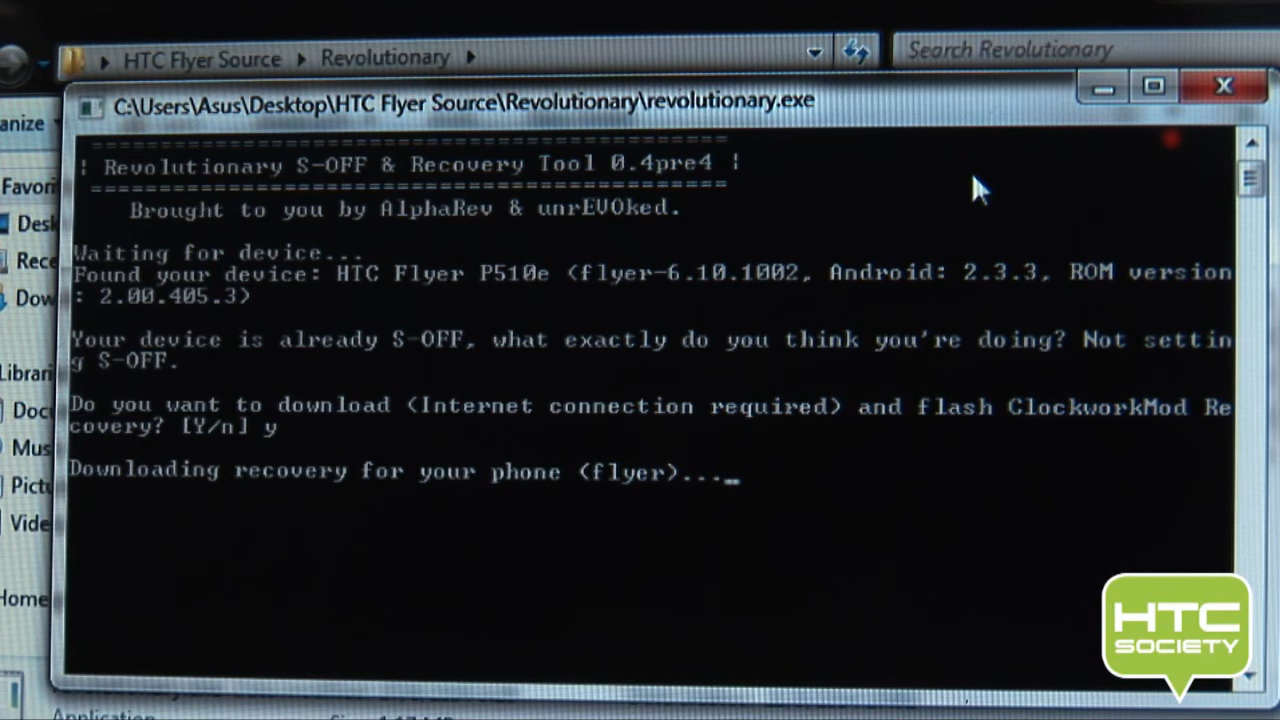 HTC Flyer Source Revolutionary Search Revolutionary
C:\Users\Asus\Desktop\HTC Flyer Source\Revolutionary\revolutionary.exe
anize
Favori
Desk
Rece
Dow
Librari
Docu
Mus
Pictu
Vide
Home
==================================================
| Revolutionary S-OFF & Recovery Tool 0.4pre4 |
==================================================
Brought to you by AlphaRev & unrEVOked.
Waiting for device...
Found your device: HTC Flyer P510e (flyer-6.10.1002, Android: 2.3.3, ROM version
: 2.00.405.3)
Your device is already S-OFF, what exactly do you think you're doing? Not settin
g S-OFF.
Do you want to download (Internet connection required) and flash ClockworkMod Re
covery? [Y/n] y
Downloading recovery for your phone (flyer)..._
Application
HTC
SOCIETY